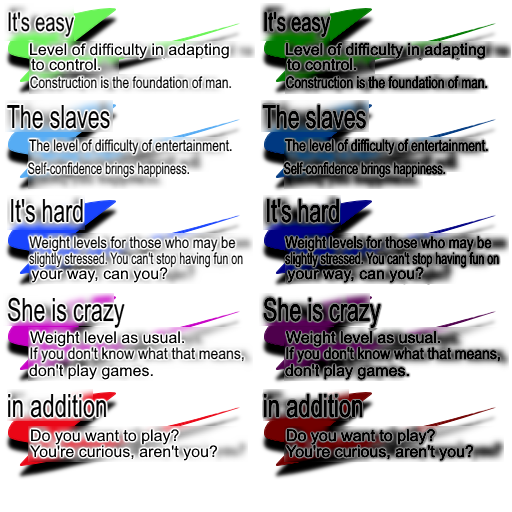 It's easy
Level of difficulty in adapting
to control.
Construction is the foundation of man.
The slaves
The level of difficulty of entertainment.
Self-confidence brings happiness.
It's hard
Weight levels for those who may be
slightly stressed. You can't stop having fun on
your way, can you?
She is crazy
Weight level as usual.
If you don't know what that means,
don't play games.
in addition
Do you want to play?
You're curious, aren't you?
It's easy
Level of difficulty in adapting
to control.
Construction is the foundation of man.
The slaves
The level of difficulty of entertainment.
Self-confidence brings happiness.
It's hard
Weight levels for those who may be
slightly stressed. You can't stop having fun on
your way, can you?
She is crazy
Weight level as usual.
If you don't know what that means,
don't play games.
in addition
Do you want to play?
You're curious, aren't you?